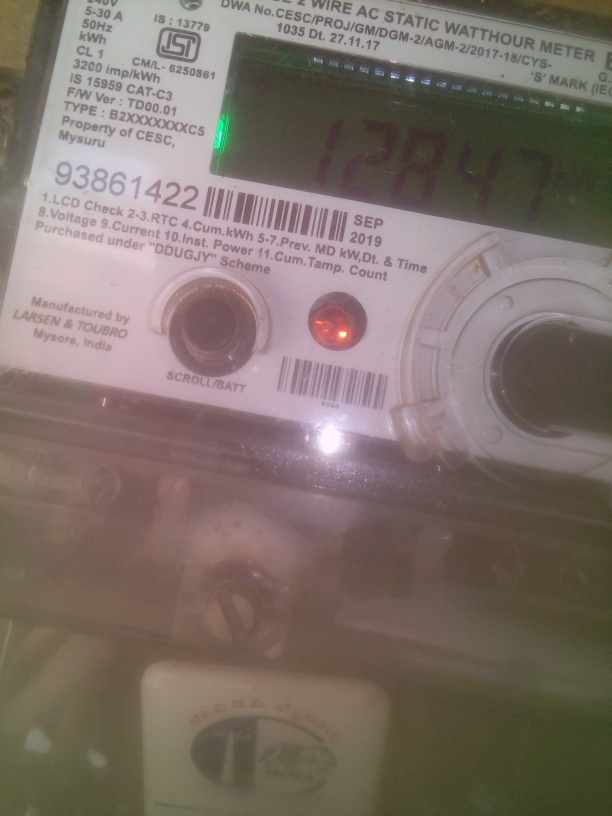 2 WIRE AC STATIC WATTHOUR METER
DWA No.CESC/PROJ/GM/DGM-2/AGM-2/2017-18/CYS-
1035 Dt. 27.11.17
'S' MARK (IEC
240V
5-30 A
50Hz
kWh
CL 1
3200 imp/kWh
IS 15959 CAT-C3
F/W Ver : TD00.01
TYPE : B2XXXXXXXC5
Property of CESC,
Mysuru
IS : 13779
ISI
CM/L- 6250861
12847
kWh
93861422
SEP
2019
1.LCD Check 2-3.RTC 4.Cum.kWh 5-7.Prev. MD kW,Dt. & Time
8.Voltage 9.Current 10.Inst. Power 11.Cum.Tamp. Count
Purchased under "DDUGJY" Scheme
Manufactured by
LARSEN & TOUBRO
Mysore, India
SCROLL/BATT